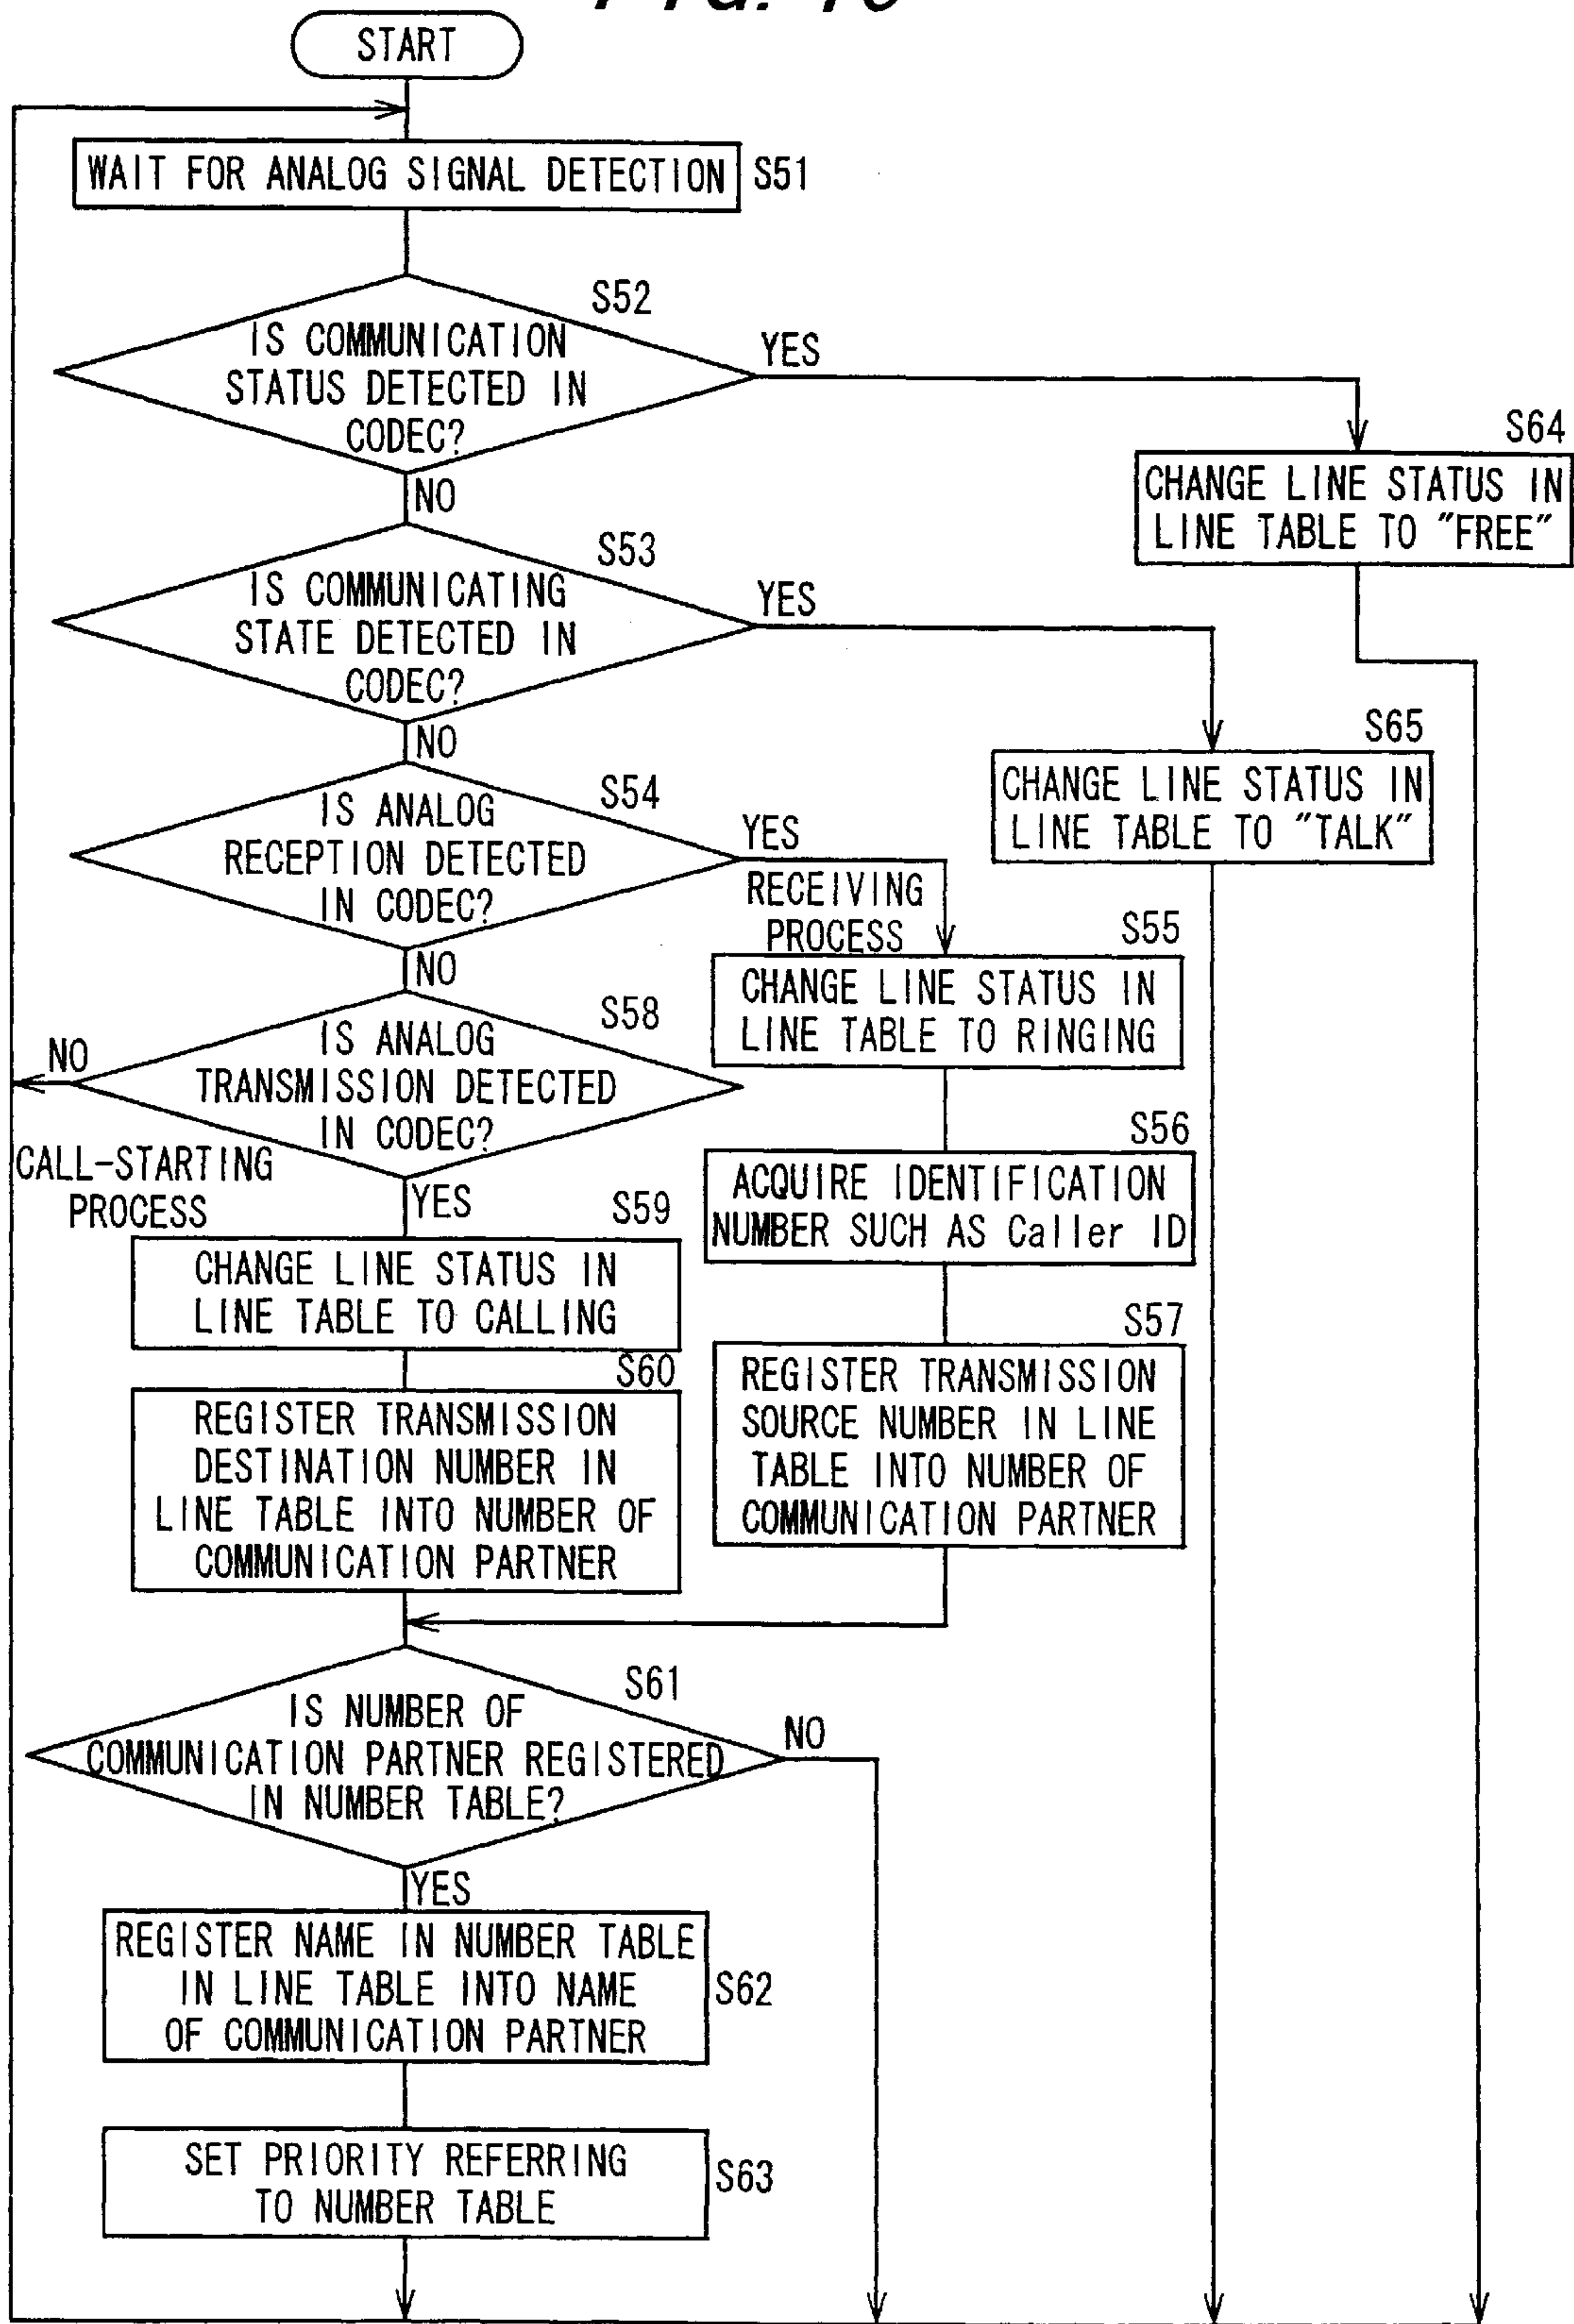 START
WAIT FOR ANALOG SIGNAL DETECTION
S51
S52
IS COMMUNICATION
STATUS DETECTED IN
CODEC?
YES
NO
S64
CHANGE LINE STATUS IN
LINE TABLE TO "FREE"
S53
IS COMMUNICATING
STATE DETECTED IN
CODEC?
YES
NO
S65
CHANGE LINE STATUS IN
LINE TABLE TO "TALK"
S54
IS ANALOG
RECEPTION DETECTED
IN CODEC?
YES
RECEIVING
PROCESS
NO
S55
CHANGE LINE STATUS IN
LINE TABLE TO RINGING
S58
IS ANALOG
TRANSMISSION DETECTED
IN CODEC?
NO
CALL-STARTING
PROCESS
YES
S56
ACQUIRE IDENTIFICATION
NUMBER SUCH AS Caller ID
S59
CHANGE LINE STATUS IN
LINE TABLE TO CALLING
S57
REGISTER TRANSMISSION
SOURCE NUMBER IN LINE
TABLE INTO NUMBER OF
COMMUNICATION PARTNER
S60
REGISTER TRANSMISSION
DESTINATION NUMBER IN
LINE TABLE INTO NUMBER OF
COMMUNICATION PARTNER
S61
IS NUMBER OF
COMMUNICATION PARTNER REGISTERED
IN NUMBER TABLE?
NO
YES
REGISTER NAME IN NUMBER TABLE
IN LINE TABLE INTO NAME
OF COMMUNICATION PARTNER
S62
SET PRIORITY REFERRING
TO NUMBER TABLE
S63